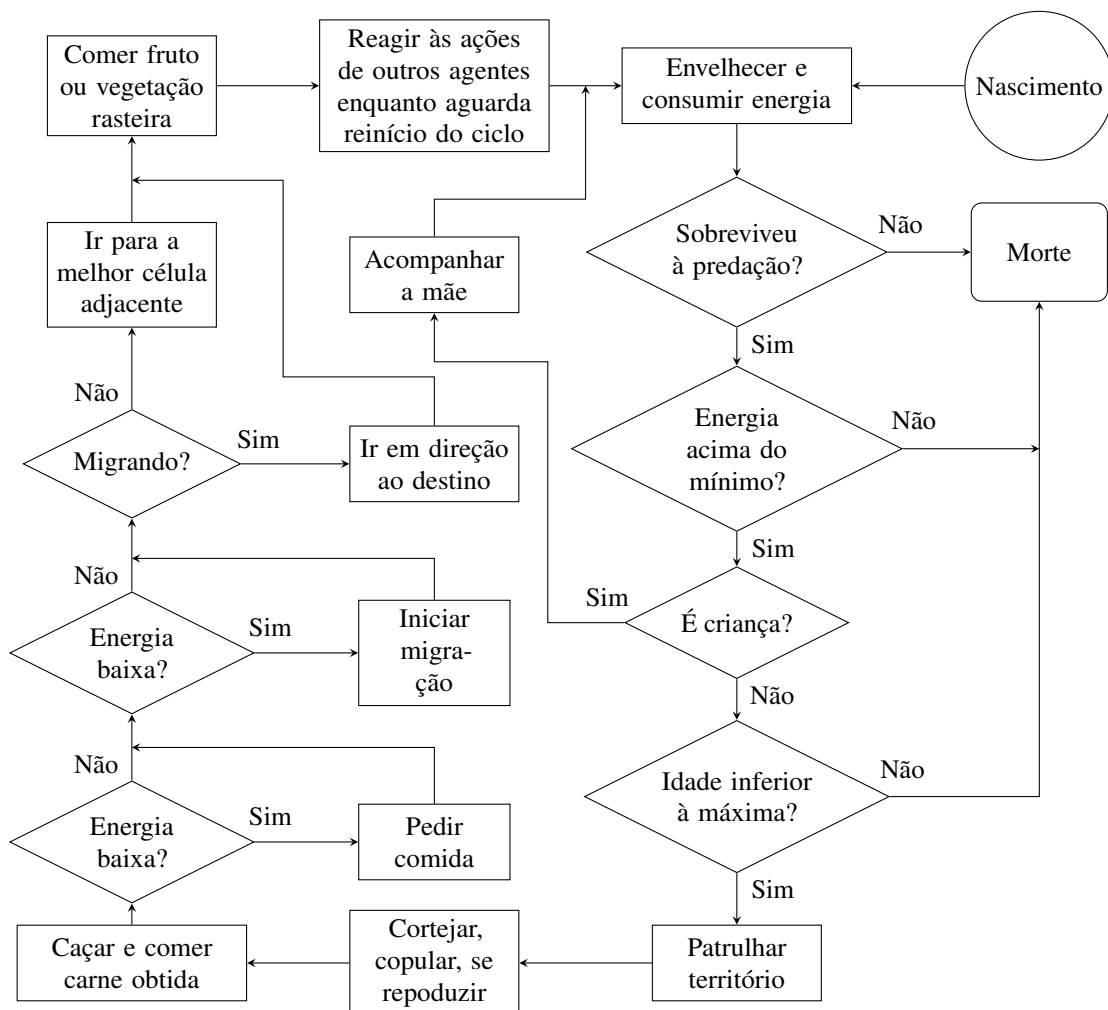 Comer fruto
ou vegetação
rasteira
Reagir às ações
de outros agentes
enquanto aguarda
reinício do ciclo
Envelhecer e
consumir energia
Nascimento
Sobreviveu
à predação?
Não
Morte
Sim
Ir para a
melhor célula
adjacente
Acompanhar
a mãe
Energia
acima do
mínimo?
Não
Sim
Não
Migrando?
Sim
Ir em direção
ao destino
É criança?
Sim
Não
Não
Energia
baixa?
Sim
Iniciar
migra-
ção
Idade inferior
à máxima?
Não
Sim
Não
Energia
baixa?
Sim
Pedir
comida
Caçar e comer
carne obtida
Cortejar,
copular, se
repoduzir
Patrulhar
território